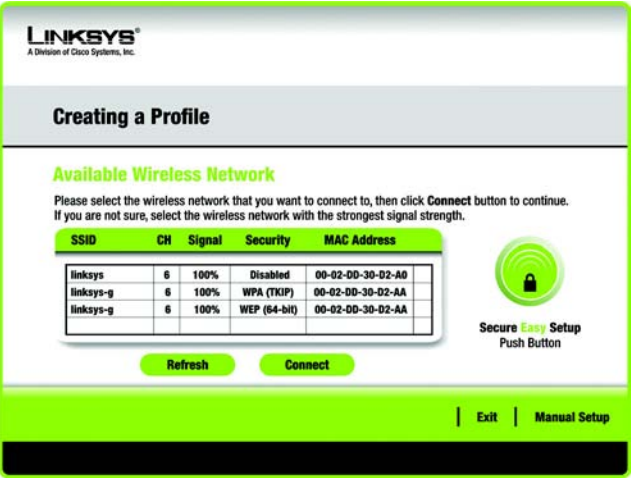 LINKSYS®
A Division of Cisco Systems, Inc.
Creating a Profile
Available Wireless Network
Please select the wireless network that you want to connect to, then click Connect button to continue.
If you are not sure, select the wireless network with the strongest signal strength.
SSID CH Signal Security MAC Address
linksys 6 100% Disabled 00-02-DD-30-D2-A0
linksys-g 6 100% WPA (TKIP) 00-02-DD-30-D2-AA
linksys-g 6 100% WEP (64-bit) 00-02-DD-30-D2-AA
Secure Easy Setup
Push Button
Refresh Connect
Exit Manual Setup